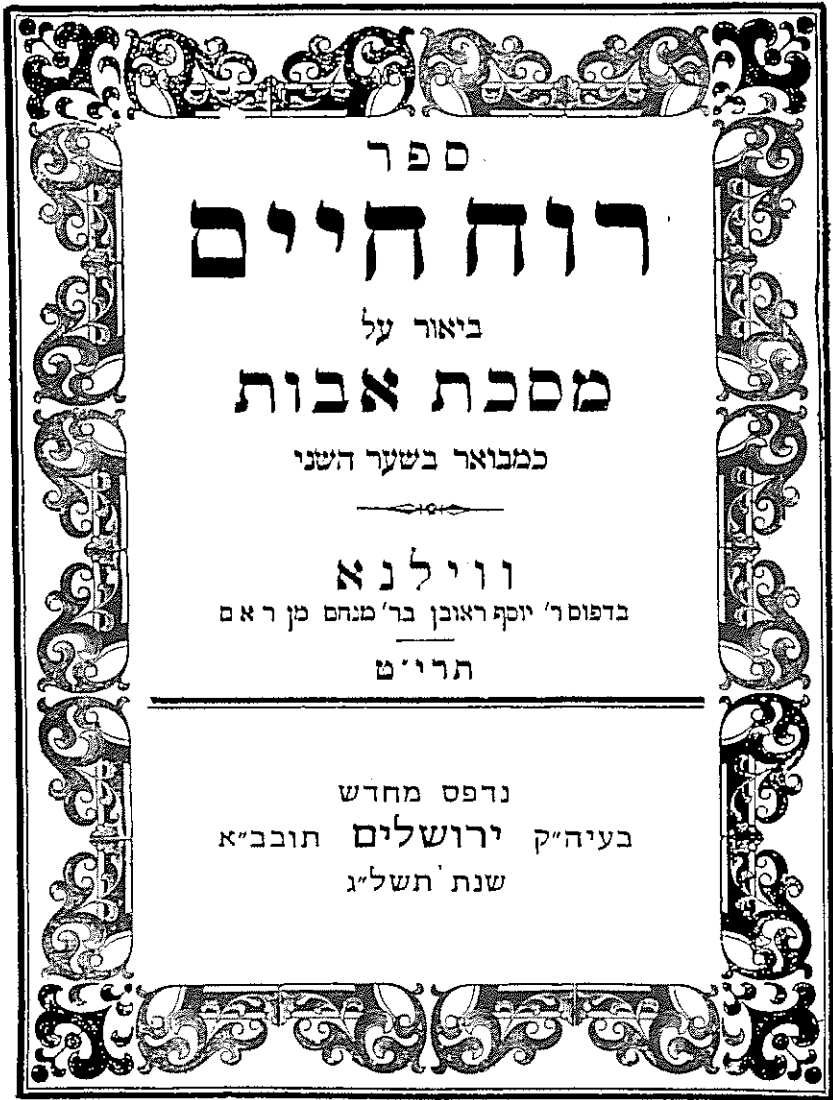 ספר
רוח חיים
ביאור על
מסכת אבות
כמבואר בשער השני
ווילנא
בדפוס ר' יוסף ראובן בר' מנחם מן ראם
תרי"ט
נדפס מחדש
בעיה"ק ירושלים תובב"א
שנת תשל"ג